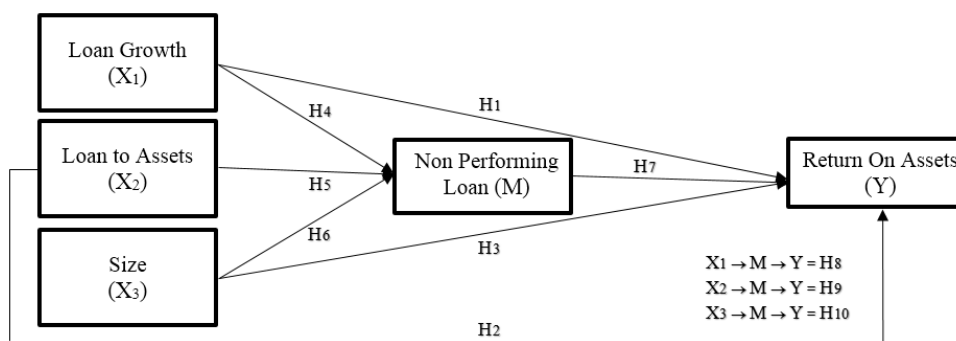 Loan Growth
(X1)
H1
H4
Loan to Assets
(X2)
H5
Non Performing
Loan (M)
H7
Return On Assets
(Y)
H6
Size
(X3)
H3
X1 → M → Y = H8
X2 → M → Y = H9
X3 → M → Y = H10
H2